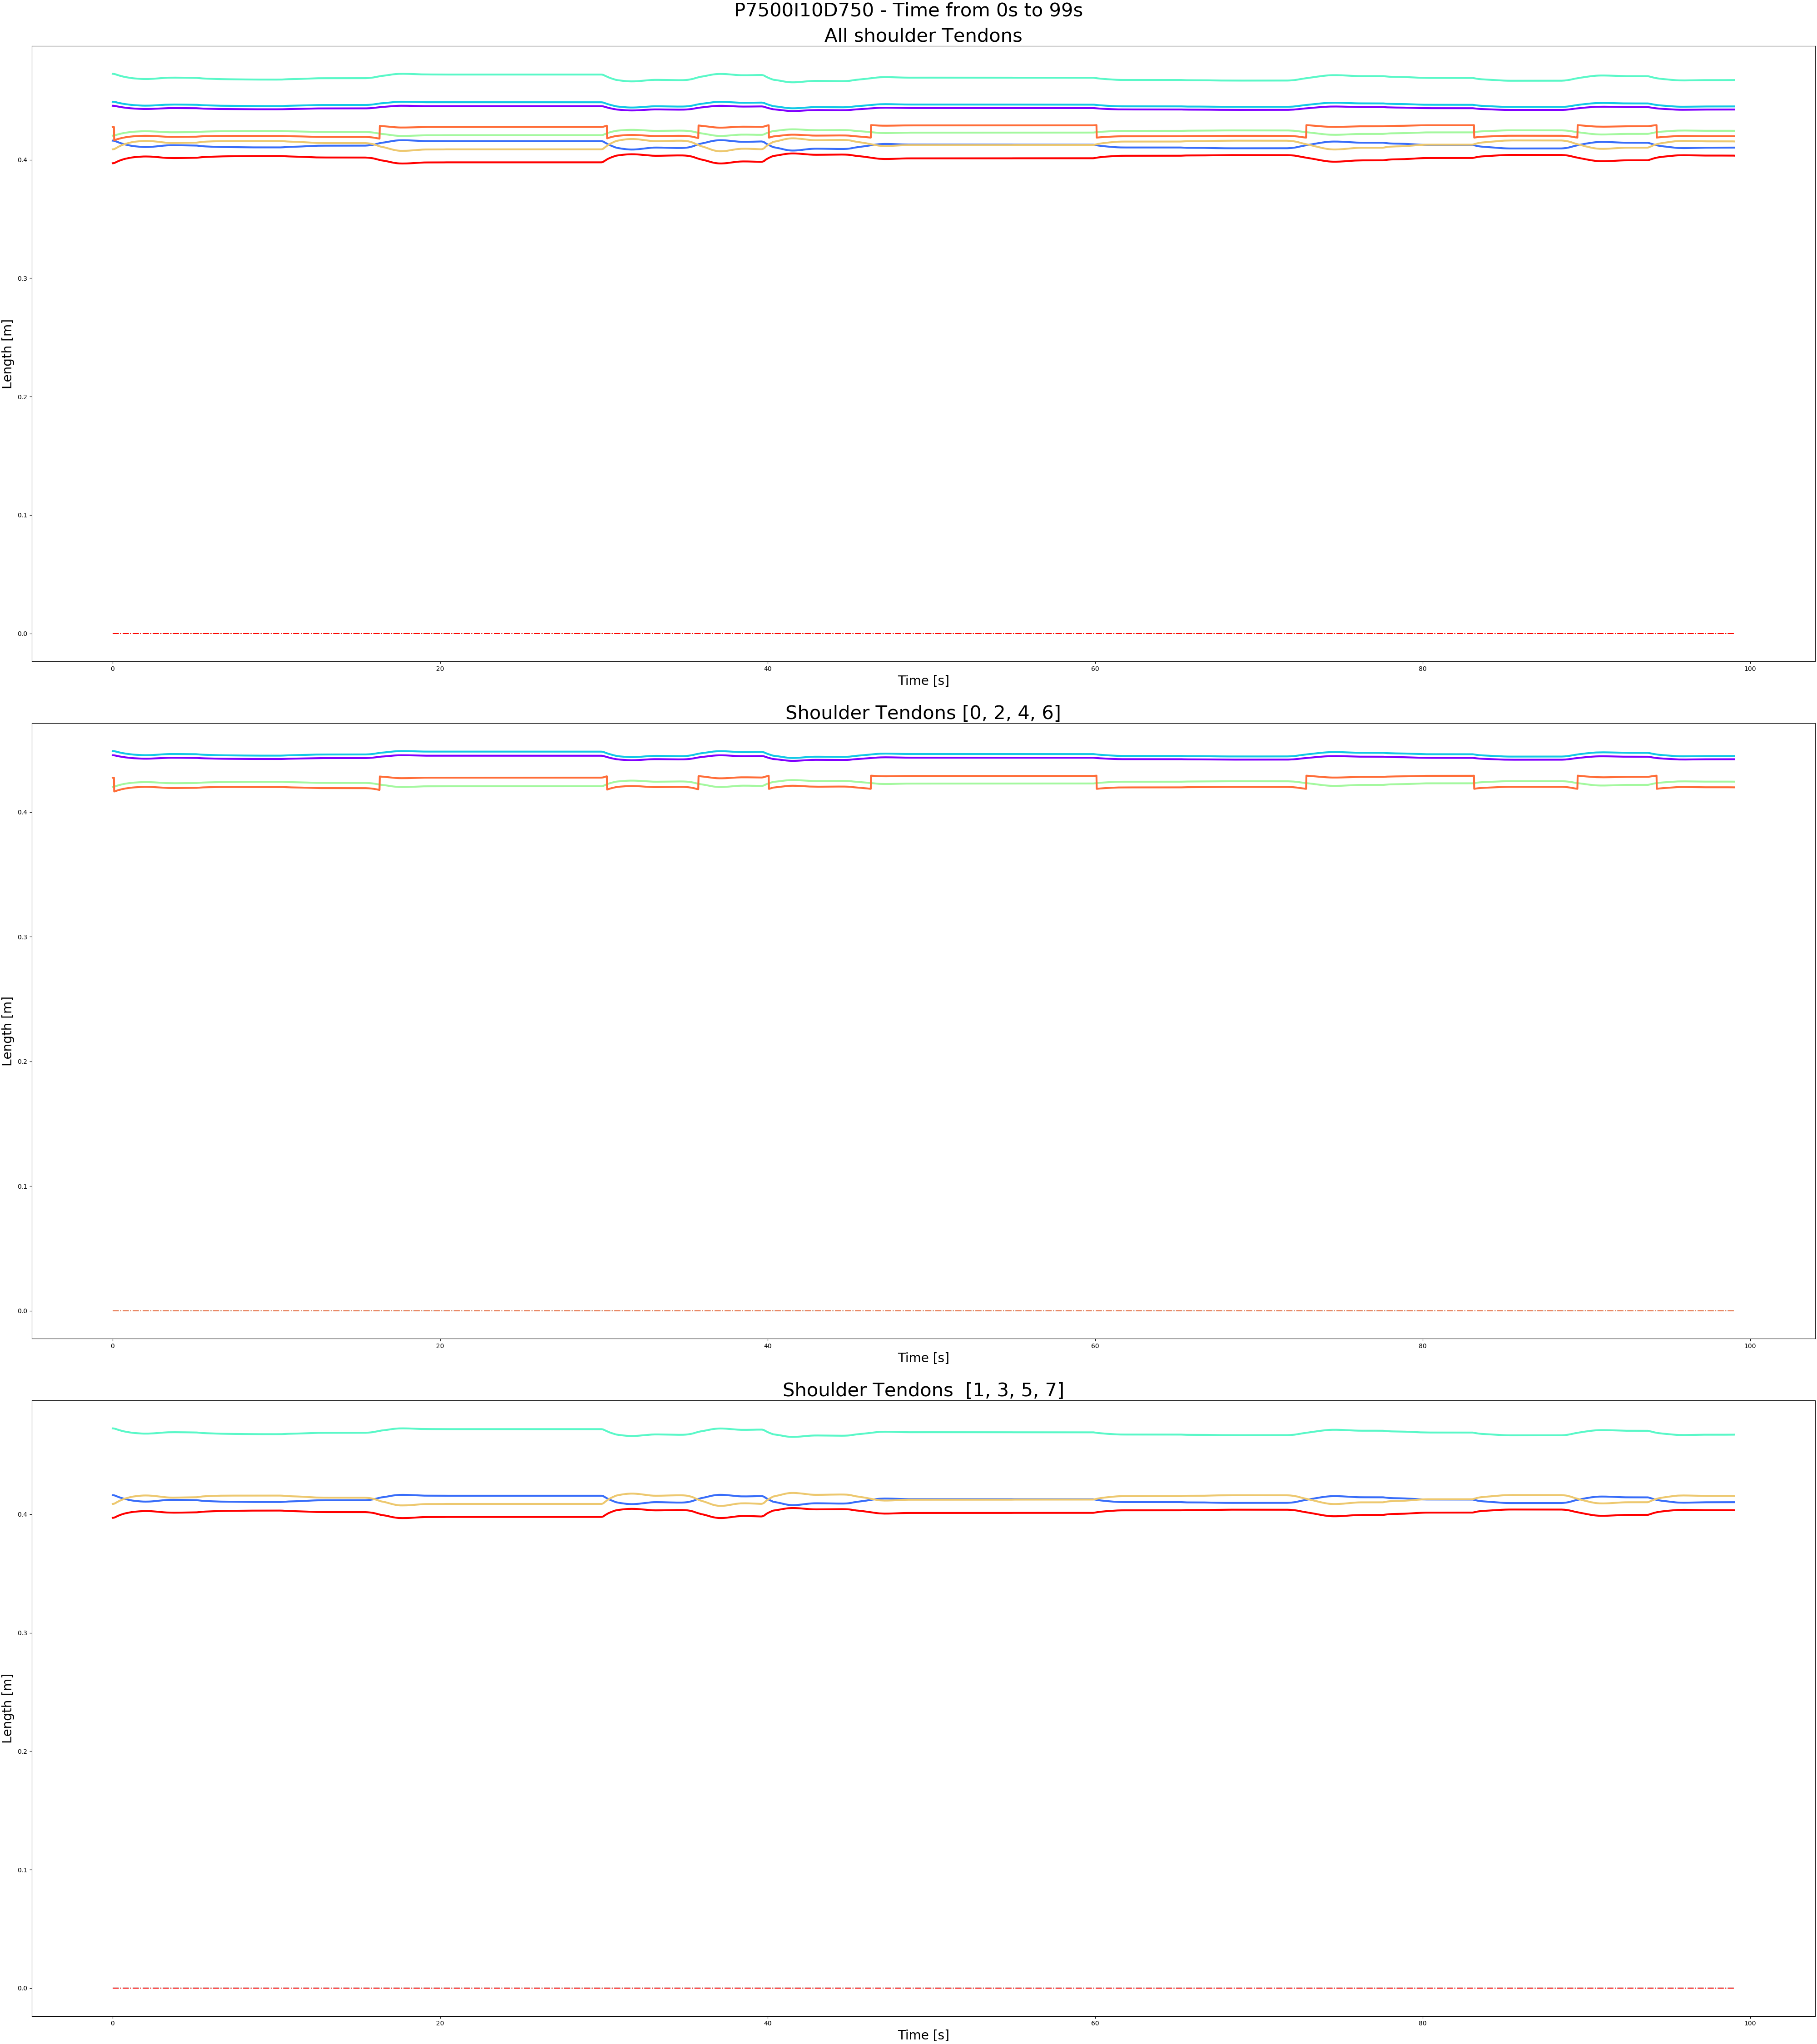 P7500I10D750 - Time from 0s to 99s
All shoulder Tendons
Length [m]
0.4
0.3
0.2
0.1
0.0
0 20 40 60 80 100
Time [s]
Shoulder Tendons [0, 2, 4, 6]
Length [m]
0.4
0.3
0.2
0.1
0.0
0 20 40 60 80 100
Time [s]
Shoulder Tendons  [1, 3, 5, 7]
Length [m]
0.4
0.3
0.2
0.1
0.0
0 20 40 60 80 100
Time [s]